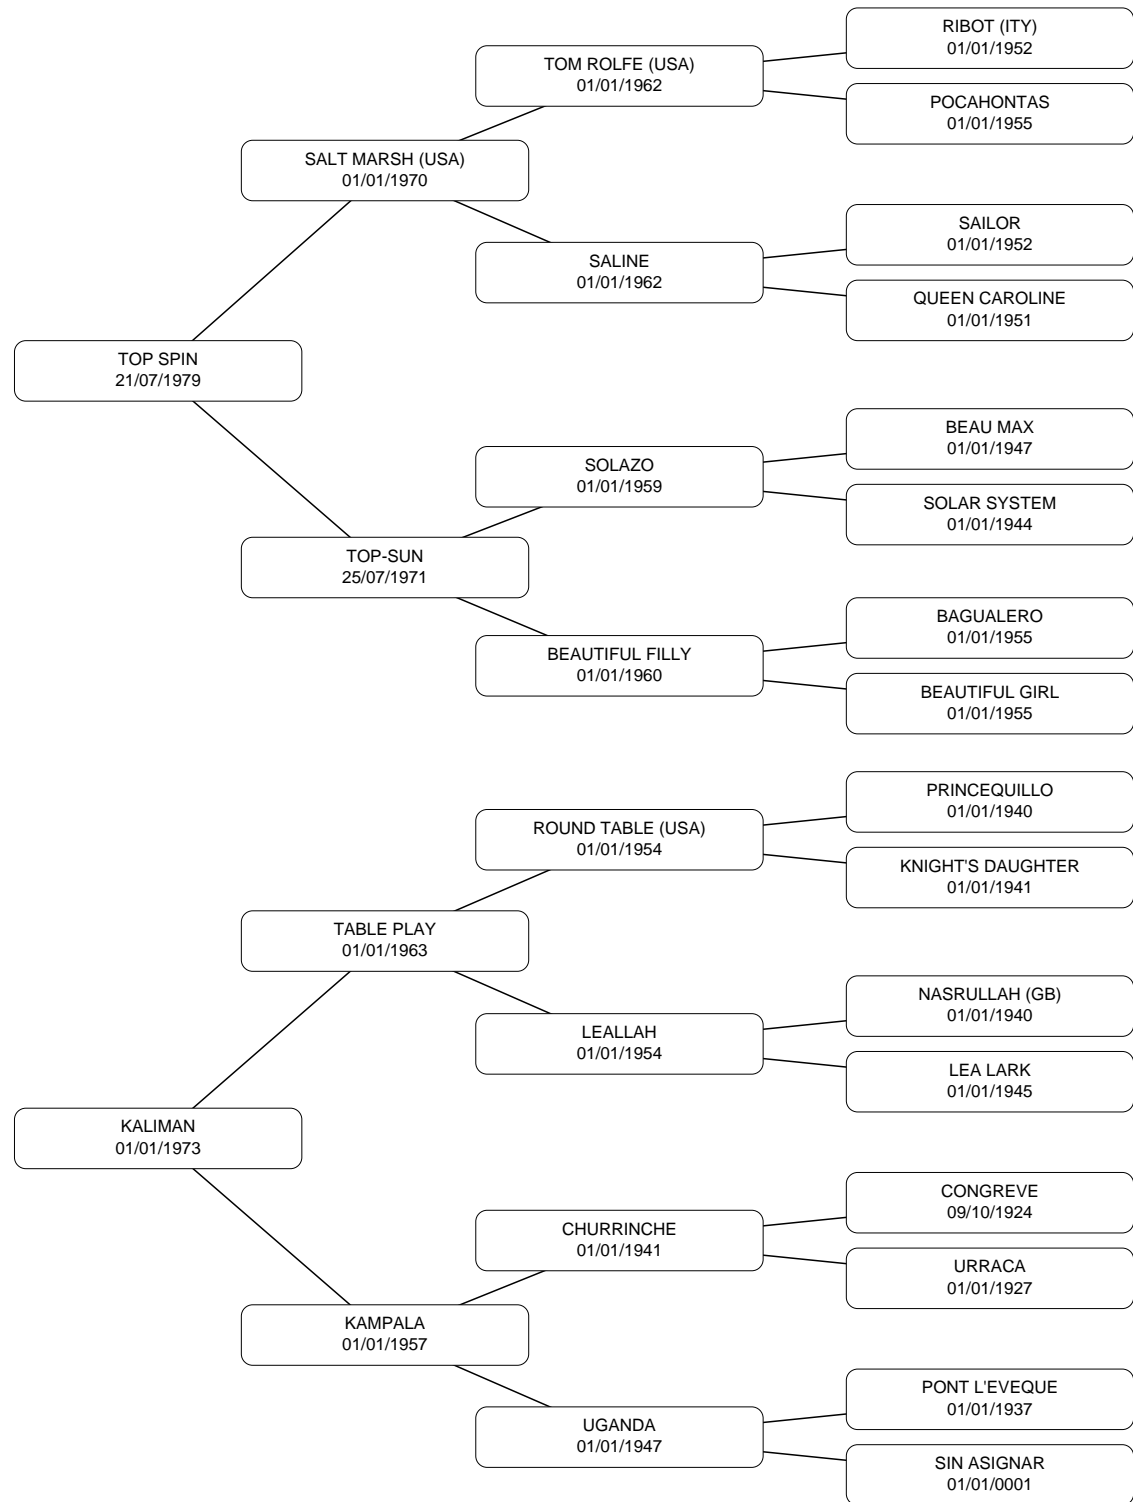 RIBOT (ITY)
01/01/1952
TOM ROLFE (USA)
01/01/1962
POCAHONTAS
01/01/1955
SALT MARSH (USA)
01/01/1970
SAILOR
01/01/1952
SALINE
01/01/1962
QUEEN CAROLINE
01/01/1951
TOP SPIN
21/07/1979
BEAU MAX
01/01/1947
SOLAZO
01/01/1959
SOLAR SYSTEM
01/01/1944
TOP-SUN
25/07/1971
BAGUALERO
01/01/1955
BEAUTIFUL FILLY
01/01/1960
BEAUTIFUL GIRL
01/01/1955
PRINCEQUILLO
01/01/1940
ROUND TABLE (USA)
01/01/1954
KNIGHT'S DAUGHTER
01/01/1941
TABLE PLAY
01/01/1963
NASRULLAH (GB)
01/01/1940
LEALLAH
01/01/1954
LEA LARK
01/01/1945
KALIMAN
01/01/1973
CONGREVE
09/10/1924
CHURRINCHE
01/01/1941
URRACA
01/01/1927
KAMPALA
01/01/1957
PONT L'EVEQUE
01/01/1937
UGANDA
01/01/1947
SIN ASIGNAR
01/01/0001